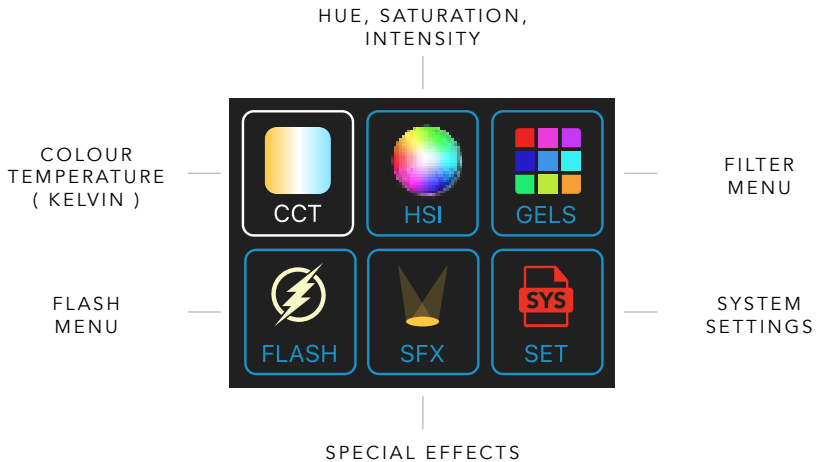 HUE, SATURATION,
INTENSITY
COLOUR
TEMPERATURE
( KELVIN )
CCT
HSI
GELS
FILTER
MENU
FLASH
MENU
SYS
FLASH
SFX
SET
SYSTEM
SETTINGS
SPECIAL EFFECTS